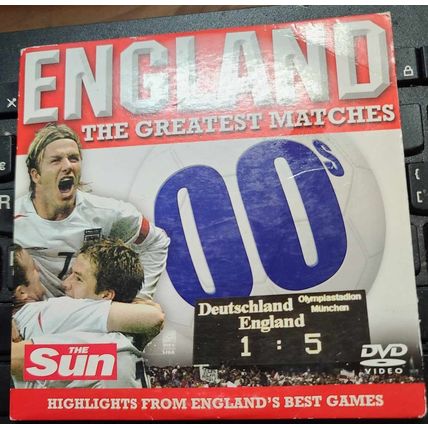 ENGLAND
THE GREATEST MATCHES
00s
7
Deutschland Olympiastadion
England München
1 : 5
THE
Sun
DVD
VIDEO
HIGHLIGHTS FROM ENGLAND'S BEST GAMES